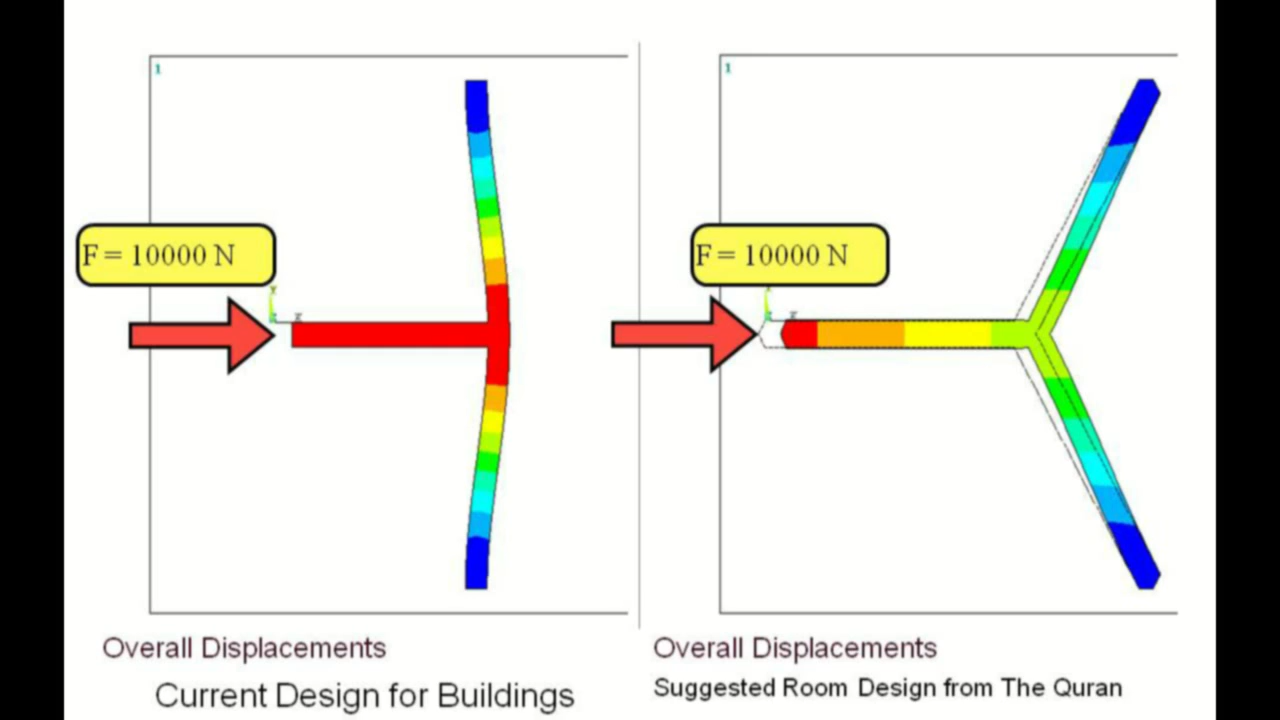 1
1
F = 10000 N
F = 10000 N
Overall Displacements
Overall Displacements
Current Design for Buildings
Suggested Room Design from The Quran